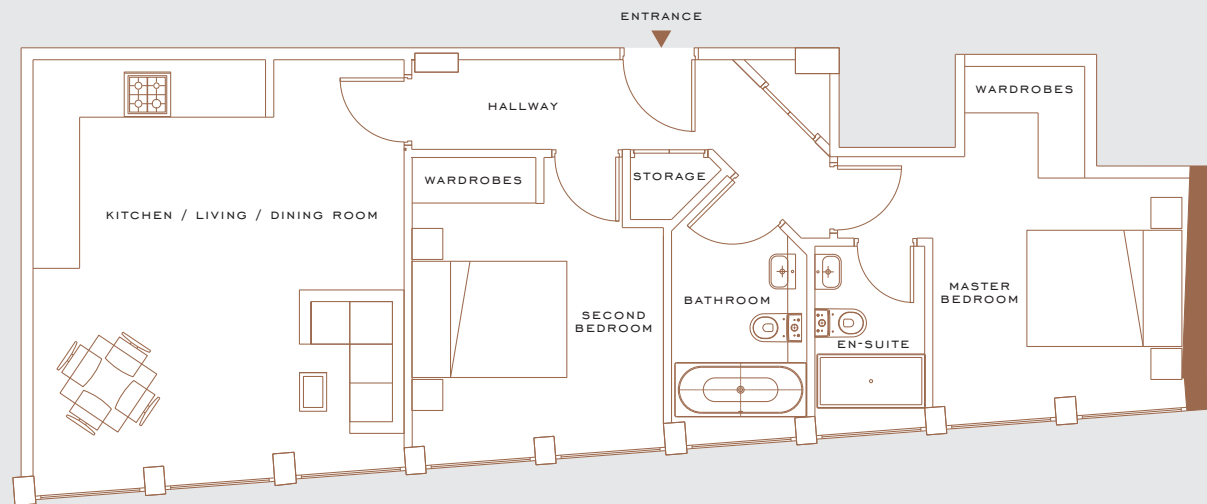 ENTRANCE
HALLWAY
WARDROBES
WARDROBES
STORAGE
KITCHEN / LIVING / DINING ROOM
MASTER
BEDROOM
BATHROOM
SECOND
BEDROOM
EN-SUITE